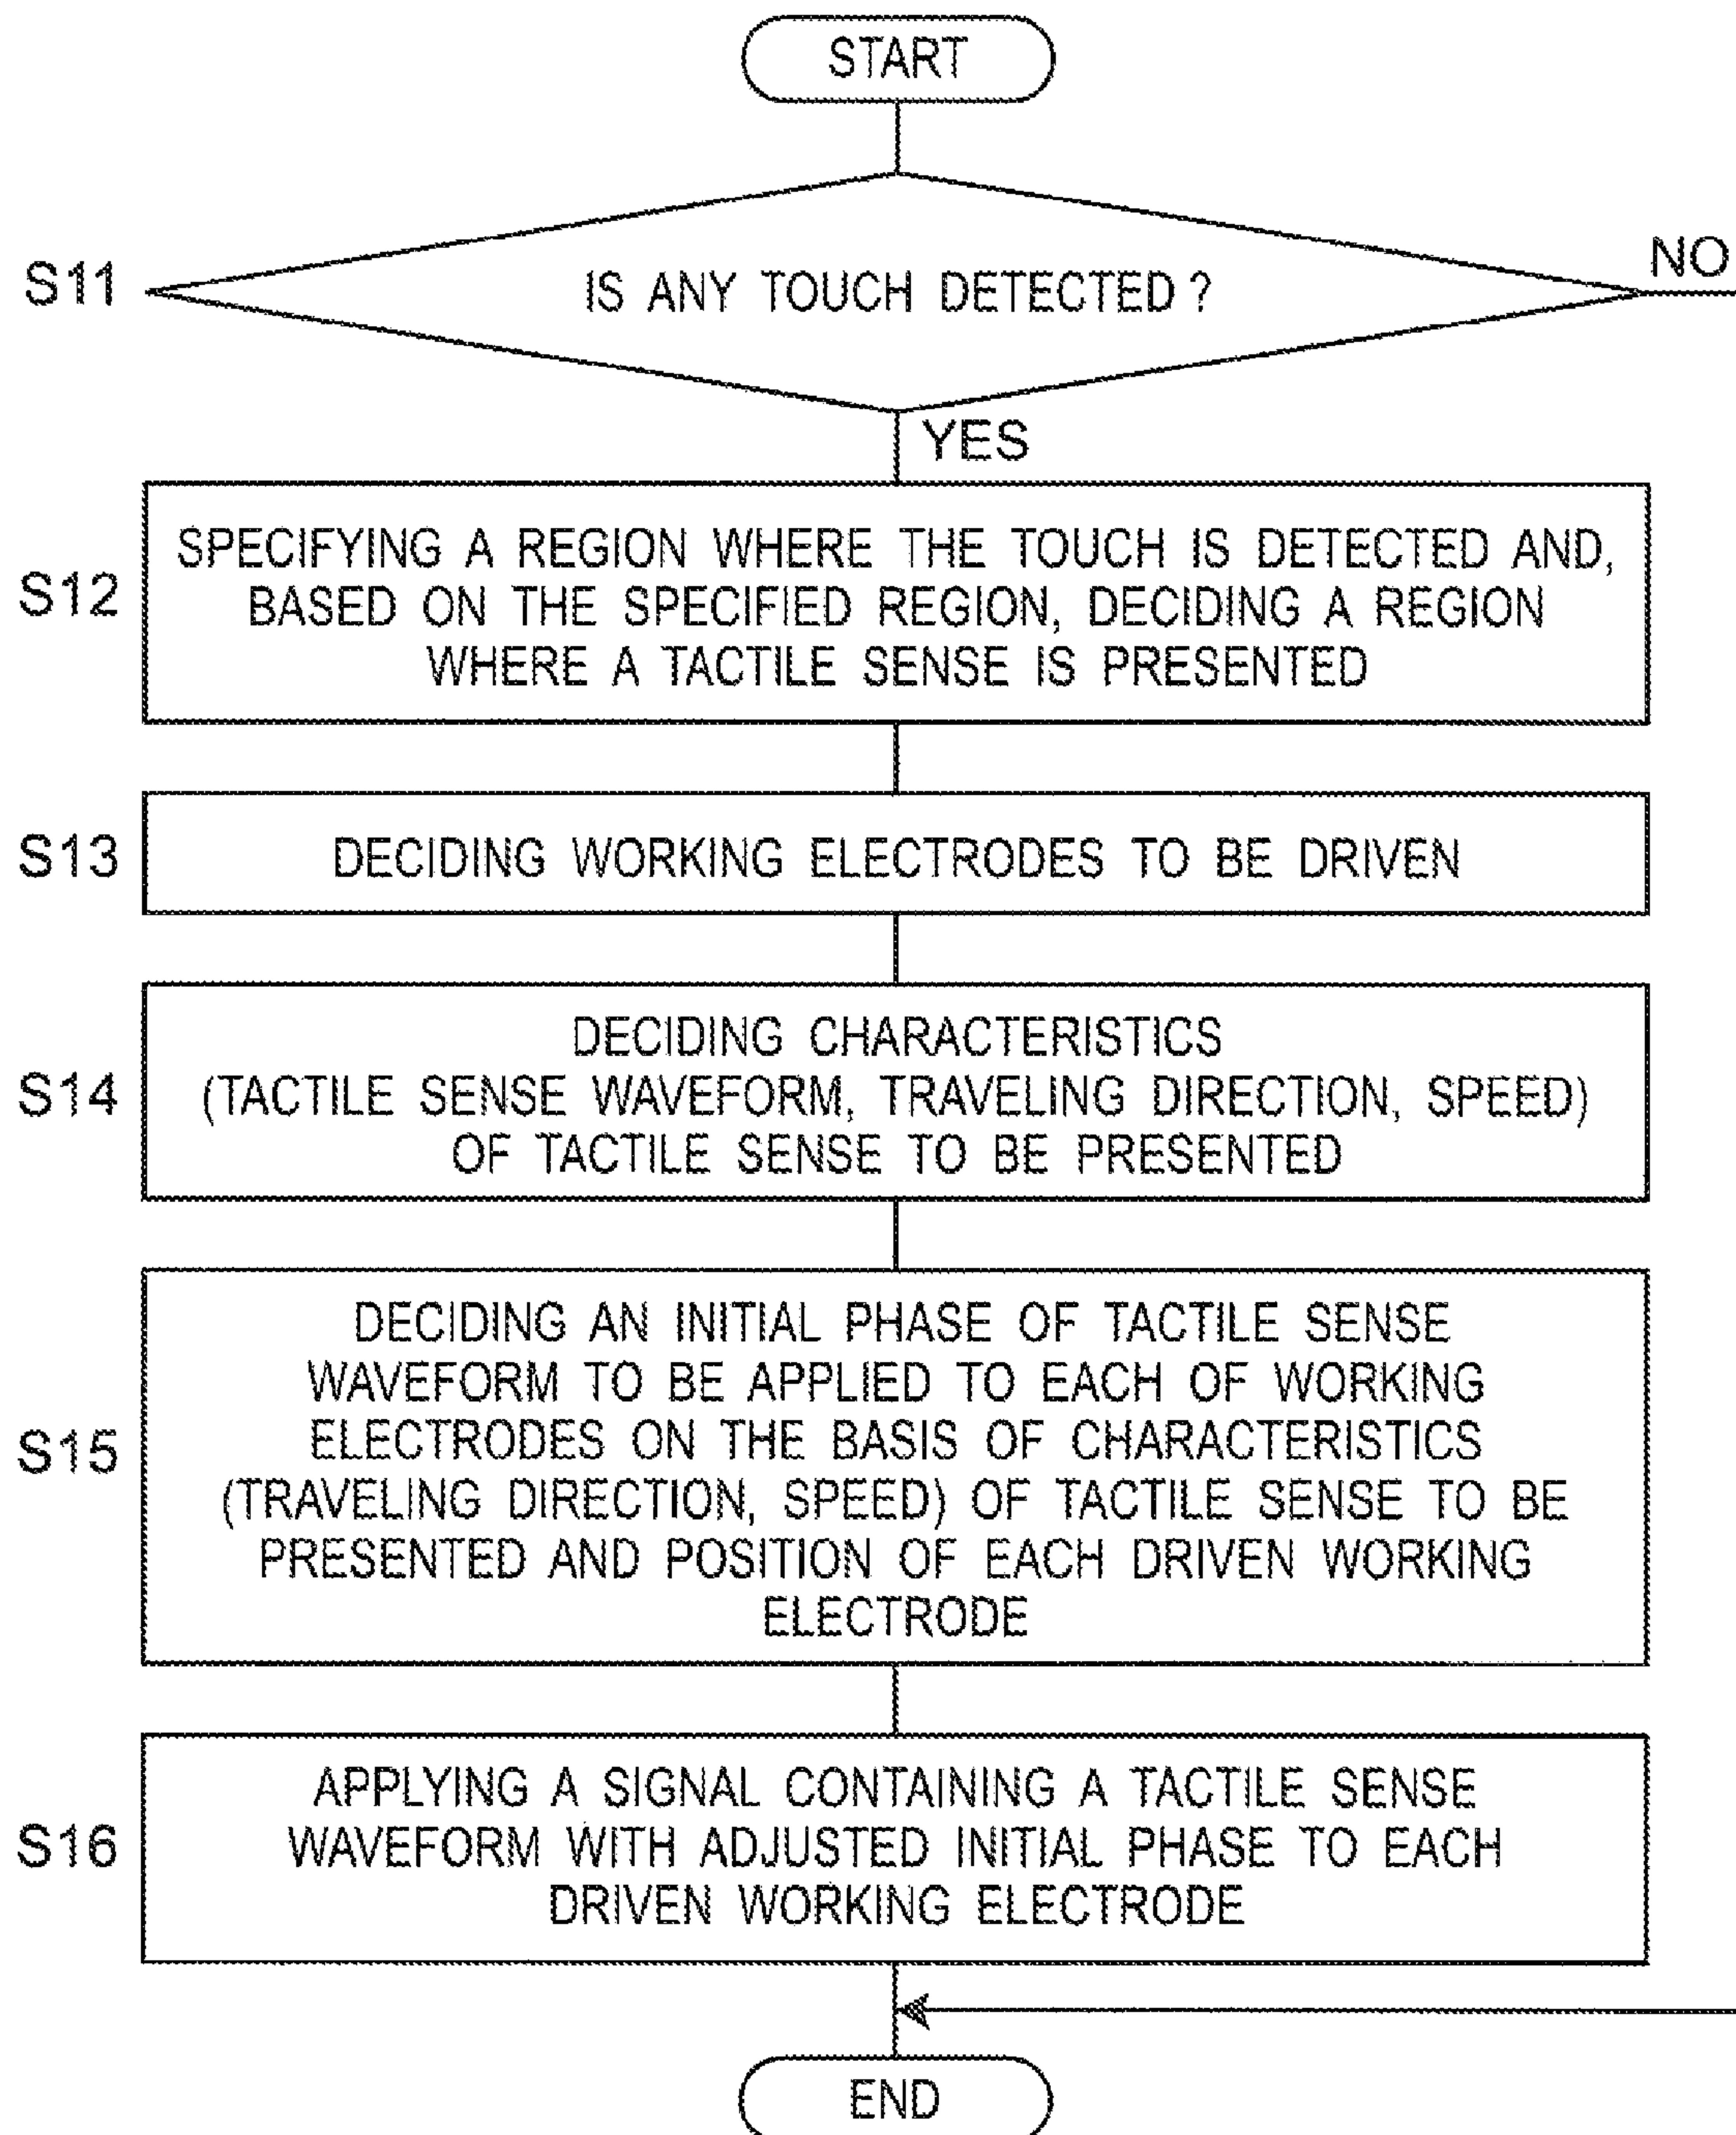 START
S11
IS ANY TOUCH DETECTED ?
NO
YES
S12
SPECIFYING A REGION WHERE THE TOUCH IS DETECTED AND,
BASED ON THE SPECIFIED REGION, DECIDING A REGION
WHERE A TACTILE SENSE IS PRESENTED
S13
DECIDING WORKING ELECTRODES TO BE DRIVEN
S14
DECIDING CHARACTERISTICS
(TACTILE SENSE WAVEFORM, TRAVELING DIRECTION, SPEED)
OF TACTILE SENSE TO BE PRESENTED
S15
DECIDING AN INITIAL PHASE OF TACTILE SENSE
WAVEFORM TO BE APPLIED TO EACH OF WORKING
ELECTRODES ON THE BASIS OF CHARACTERISTICS
(TRAVELING DIRECTION, SPEED) OF TACTILE SENSE TO BE
PRESENTED AND POSITION OF EACH DRIVEN WORKING
ELECTRODE
S16
APPLYING A SIGNAL CONTAINING A TACTILE SENSE
WAVEFORM WITH ADJUSTED INITIAL PHASE TO EACH
DRIVEN WORKING ELECTRODE
END